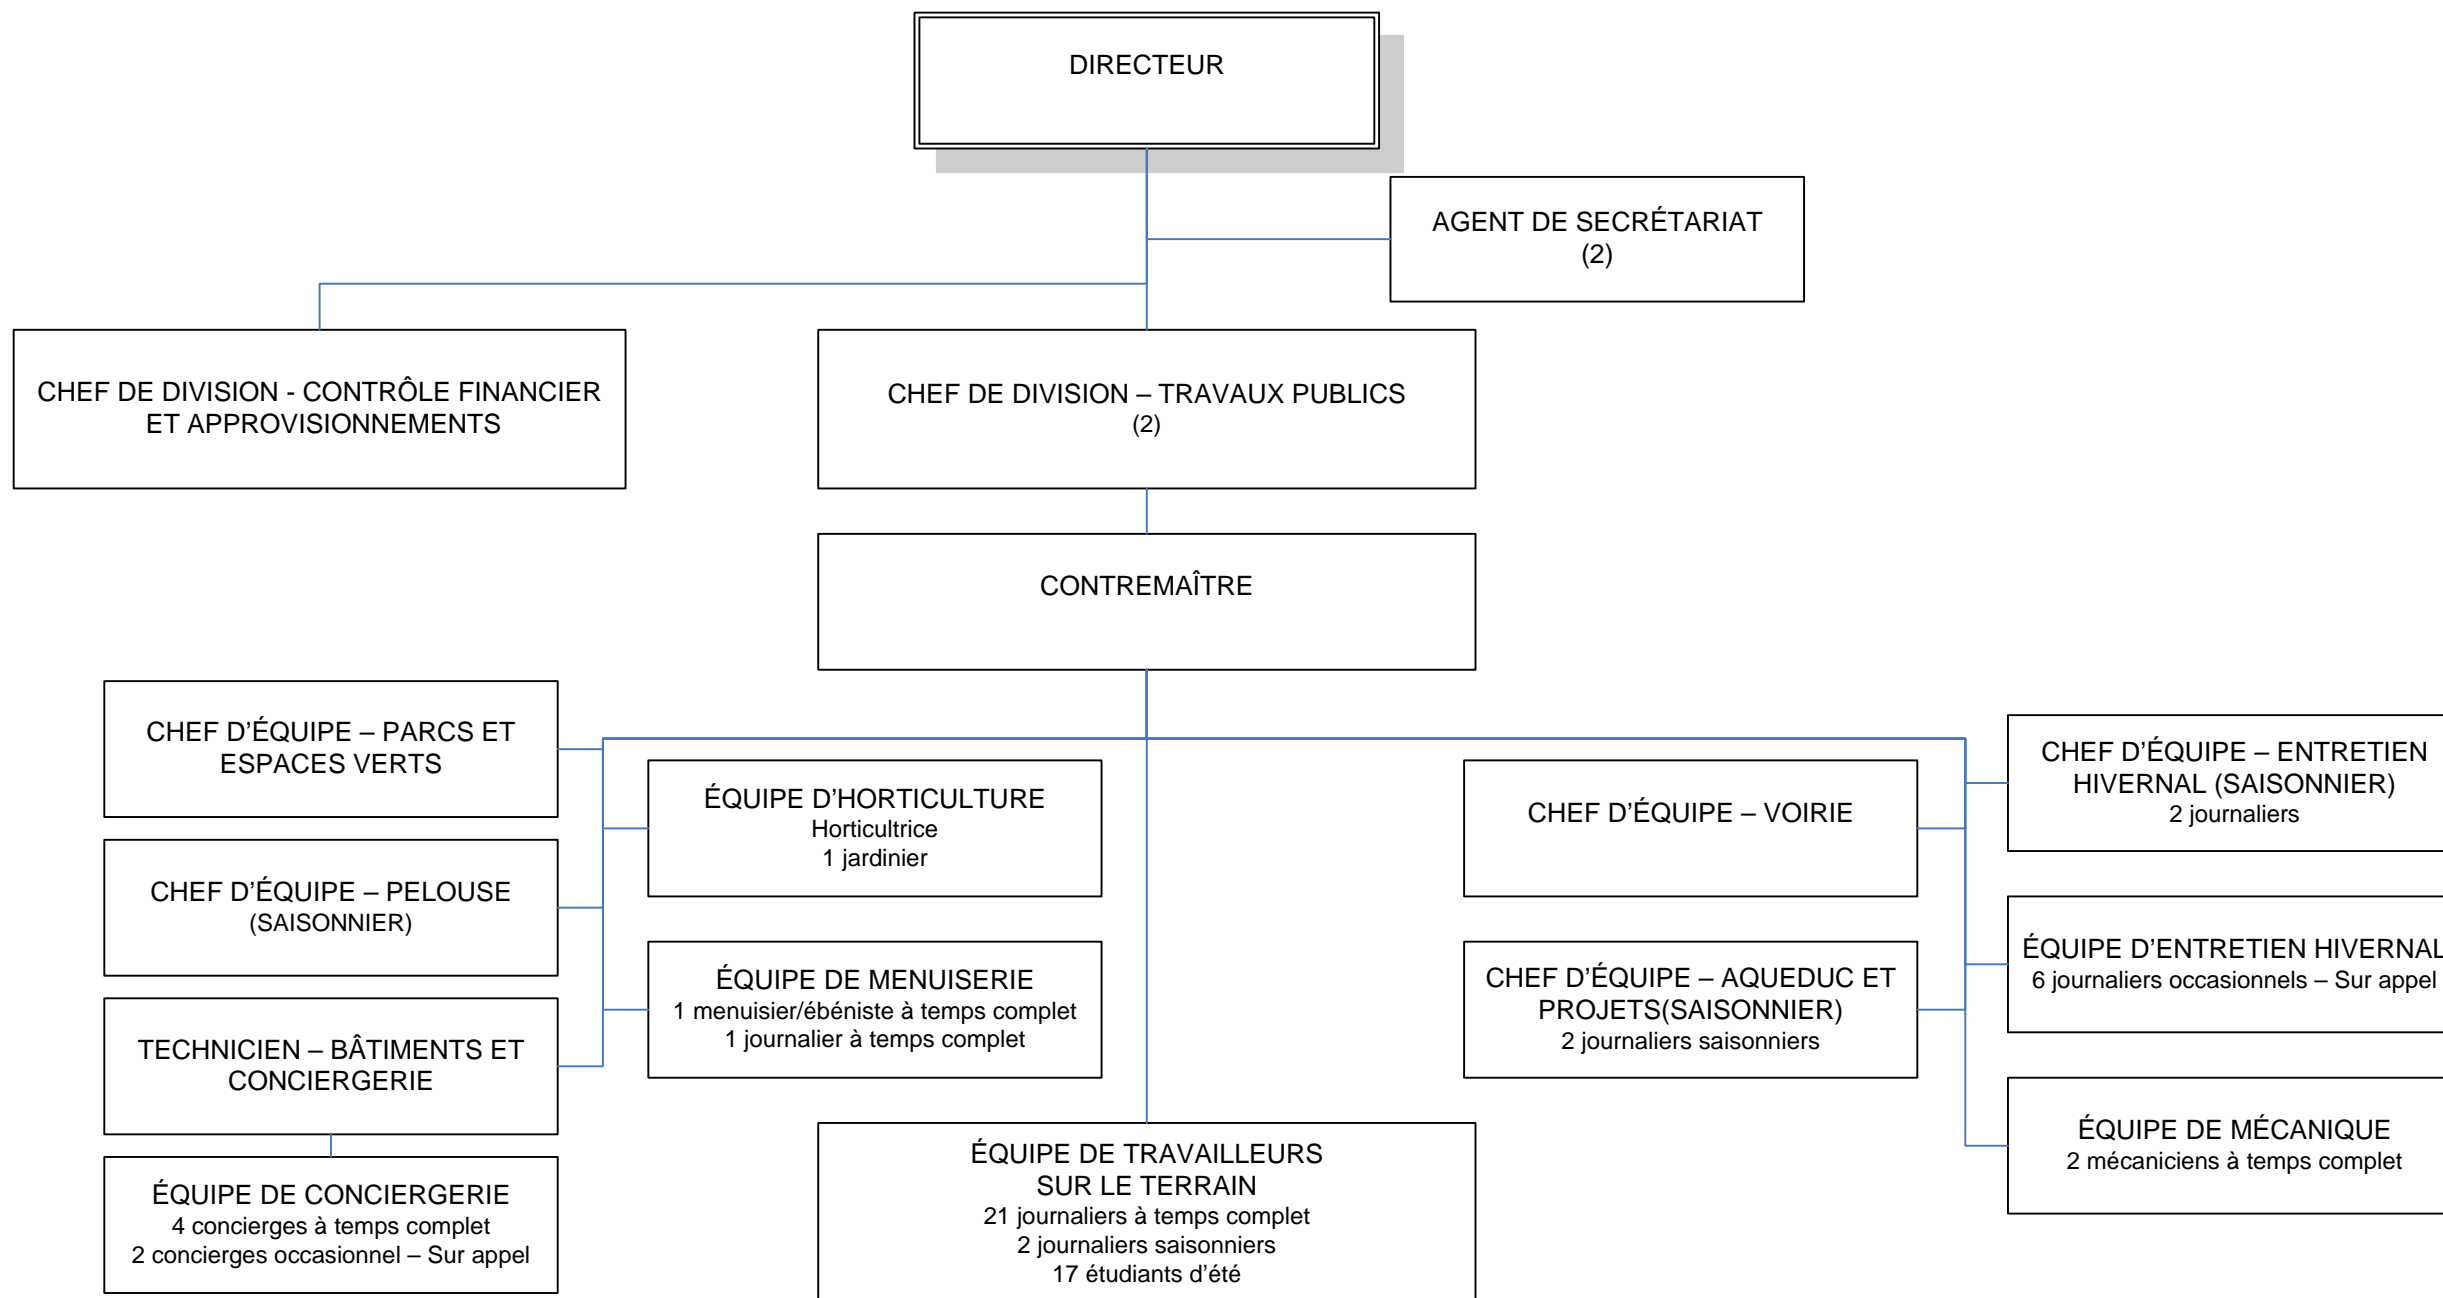 DIRECTEUR
AGENT DE SECRÉTARIAT
(2)
CHEF DE DIVISION - CONTRÔLE FINANCIER
ET APPROVISIONNEMENTS
CHEF DE DIVISION – TRAVAUX PUBLICS
(2)
CONTREMAÎTRE
CHEF D’ÉQUIPE – PARCS ET
ESPACES VERTS
CHEF D’ÉQUIPE – PELOUSE
(SAISONNIER)
TECHNICIEN – BÂTIMENTS ET
CONCIERGERIE
ÉQUIPE DE CONCIERGERIE
4 concierges à temps complet
2 concierges occasionnel – Sur appel
ÉQUIPE D’HORTICULTURE
Horticultrice
1 jardinier
ÉQUIPE DE MENUISERIE
1 menuisier/ébéniste à temps complet
1 journalier à temps complet
ÉQUIPE DE TRAVAILLEURS
SUR LE TERRAIN
21 journaliers à temps complet
2 journaliers saisonniers
17 étudiants d’été
CHEF D’ÉQUIPE – VOIRIE
CHEF D’ÉQUIPE – AQUEDUC ET
PROJETS(SAISONNIER)
2 journaliers saisonniers
CHEF D’ÉQUIPE – ENTRETIEN
HIVERNAL (SAISONNIER)
2 journaliers
ÉQUIPE D’ENTRETIEN HIVERNAL
6 journaliers occasionnels – Sur appel
ÉQUIPE DE MÉCANIQUE
2 mécaniciens à temps complet